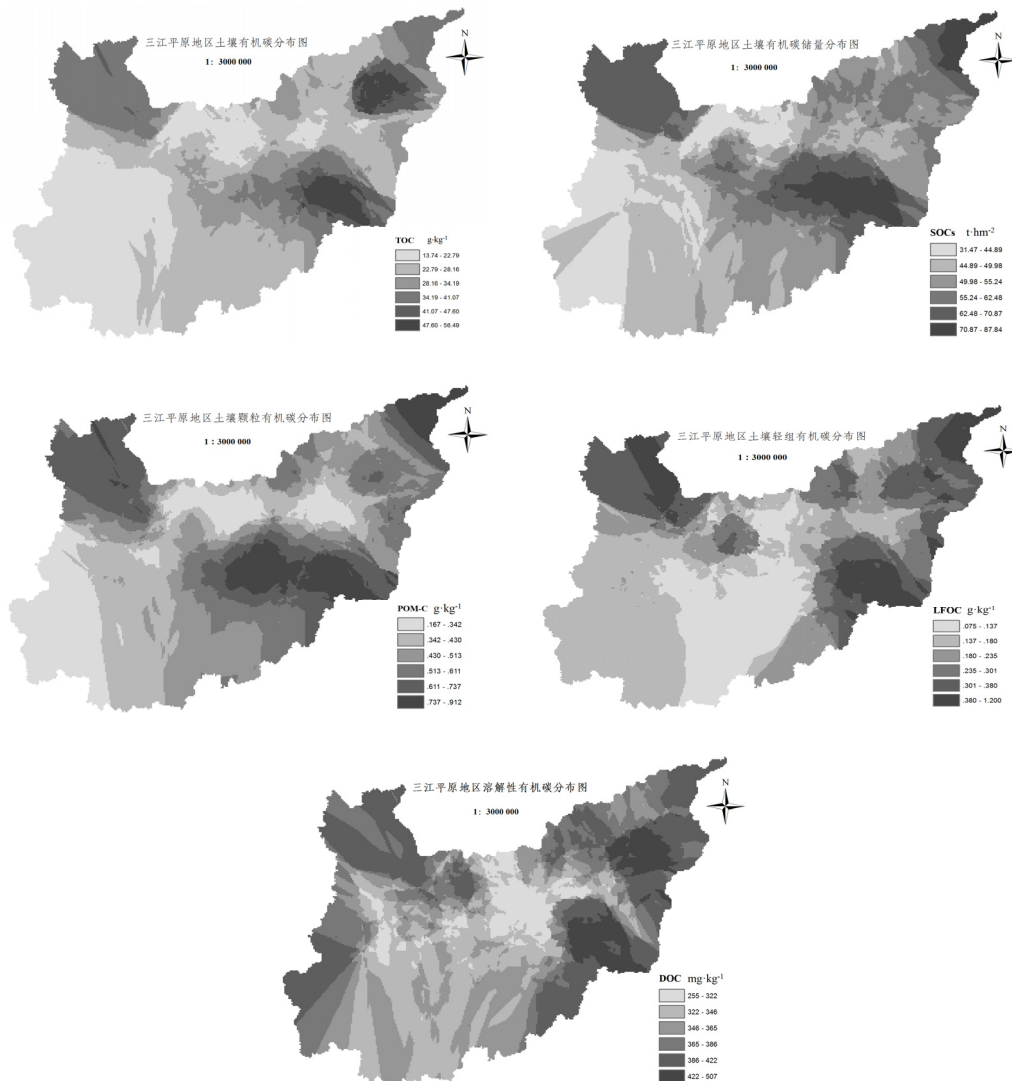 三江平原地区土壤有机碳分布图
1: 3000 000
N
TOC g·kg-1
13.74 - 22.79
22.79 - 28.16
28.16 - 34.19
34.19 - 41.07
41.07 - 47.60
47.60 - 56.49
三江平原地区土壤有机碳储量分布图
1: 3000 000
N
SOCs t·hm-2
31.47 - 44.89
44.89 - 49.98
49.98 - 55.24
55.24 - 62.48
62.48 - 70.87
70.87 - 87.84
三江平原地区土壤颗粒有机碳分布图
1 : 3000 000
N
POM-C g·kg-1
.167 - .342
.342 - .430
.430 - .513
.513 - .611
.611 - .737
.737 - .912
三江平原地区土壤轻组有机碳分布图
1 : 3000 000
N
LFOC g·kg-1
.075 - .137
.137 - .180
.180 - .235
.235 - .301
.301 - .380
.380 - 1.200
三江平原地区溶解性有机碳分布图
1: 3000 000
N
DOC mg·kg-1
255 - 322
322 - 346
346 - 365
365 - 386
386 - 422
422 - 507